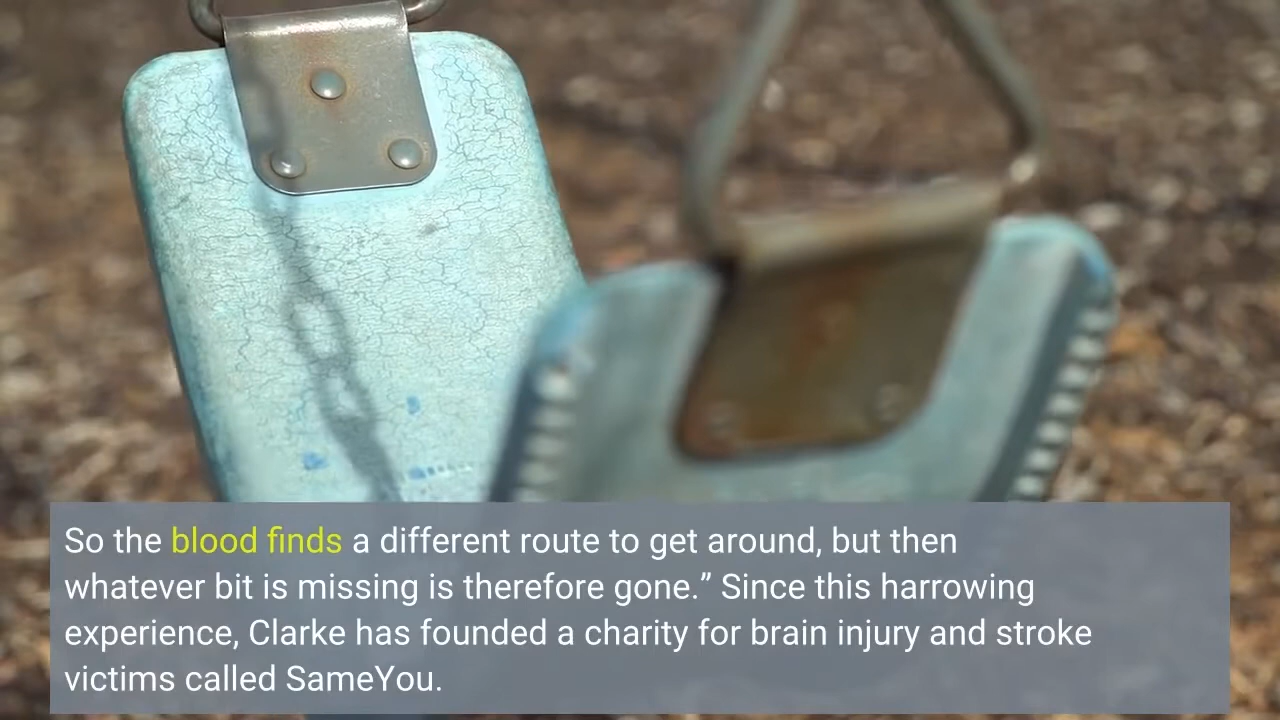 So the blood finds a different route to get around, but then
whatever bit is missing is therefore gone.” Since this harrowing
experience, Clarke has founded a charity for brain injury and stroke
victims called SameYou.